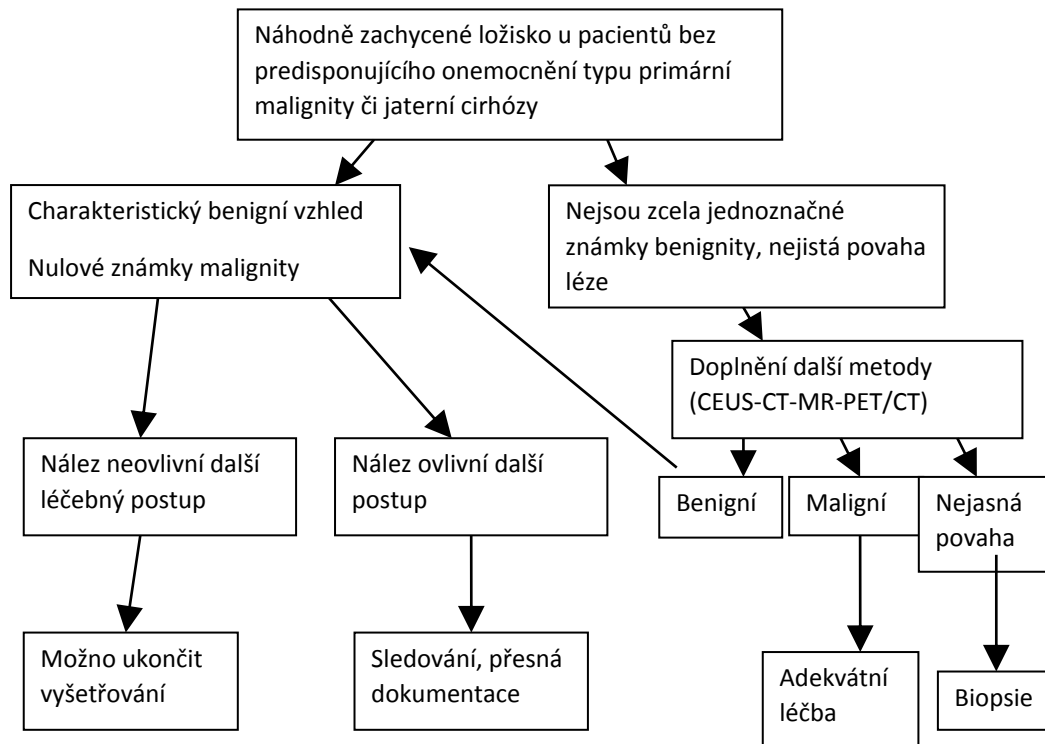 Náhodně zachycené ložisko u pacientů bez
predisponujícího onemocnění typu primární
malignity či jaterní cirhózy
Charakteristický benigní vzhled
Nulové známky malignity
Nejsou zcela jednoznačné
známky benignity, nejistá povaha
léze
Doplnění další metody
(CEUS-CT-MR-PET/CT)
Nález neovlivní další
léčebný postup
Nález ovlivní další
postup
Benigní
Maligní
Nejasná
povaha
Možno ukončit
vyšetřování
Sledování, přesná
dokumentace
Adekvátní
léčba
Biopsie